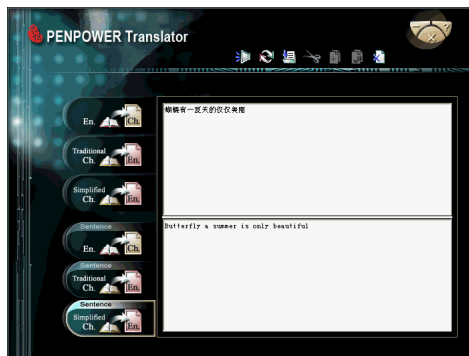 PENPOWER Translator
En. Ch.
Traditional
Ch. En.
Simplified
Ch. En.
Sentence
En. Ch.
Sentence
Traditional
Ch. En.
Sentence
Simplified
Ch. En.
蝴蝶有一夏天的仅仅美丽
Butterfly a summer is only beautiful